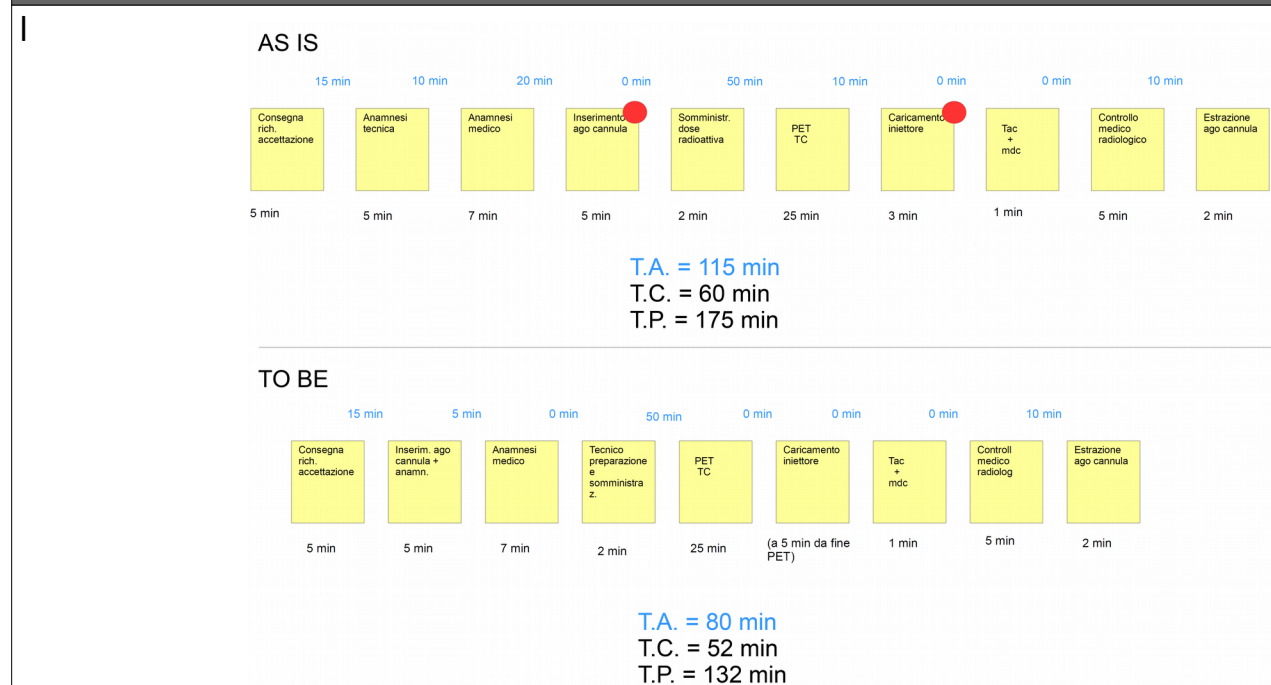 I
AS IS
15 min 10 min 20 min 0 min 50 min 10 min 0 min 0 min 10 min
Consegna
rich.
accettazione
Anamnesi
tecnica
Anamnesi
medico
Inserimento
ago cannula
Somministr.
dose
radioattiva
PET
TC
Caricamento
iniettore
Tac
+
mdc
Controllo
medico
radiologico
Estrazione
ago cannula
5 min 5 min 7 min 5 min 2 min 25 min 3 min 1 min 5 min 2 min
T.A. = 115 min
T.C. = 60 min
T.P. = 175 min
TO BE
15 min 5 min 0 min 50 min 0 min 0 min 0 min 10 min
Consegna
rich.
accettazione
Inserim. ago
cannula +
anamn.
Anamnesi
medico
Tecnico
preparazione
e
somministra
z.
PET
TC
Caricamento
iniettore
Tac
+
mdc
Controll
medico
radiolog
Estrazione
ago cannula
5 min 5 min 7 min 2 min 25 min
(a 5 min da fine
PET)
1 min 5 min 2 min
T.A. = 80 min
T.C. = 52 min
T.P. = 132 min